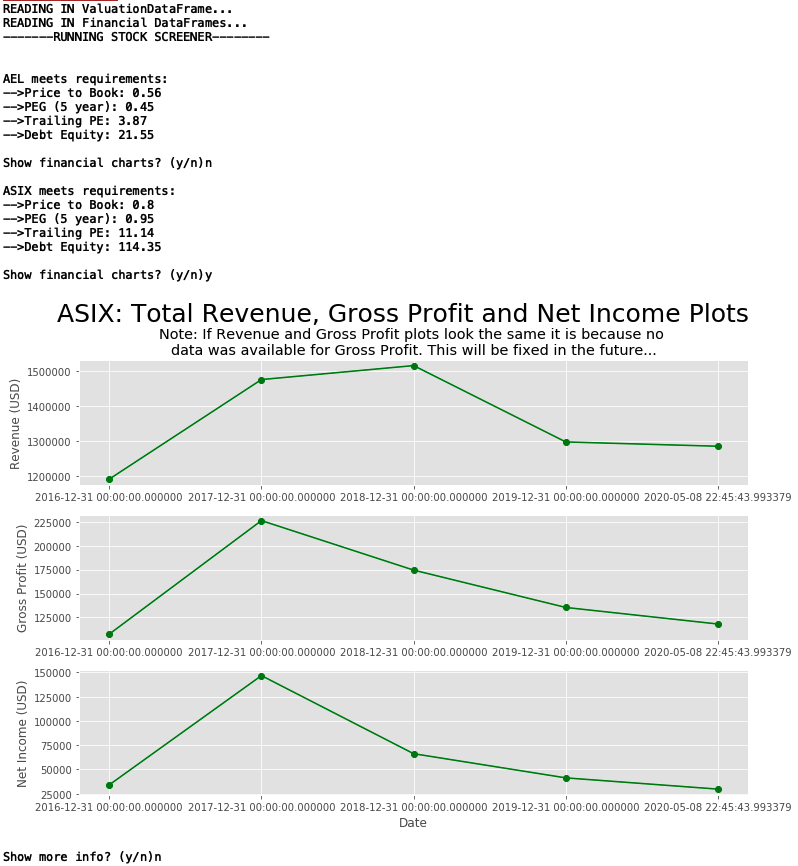 READING IN ValuationDataFrame...
READING IN Financial DataFrames...
-------RUNNING STOCK SCREENER--------
AEL meets requirements:
-->Price to Book: 0.56
-->PEG (5 year): 0.45
-->Trailing PE: 3.87
-->Debt Equity: 21.55
Show financial charts? (y/n)n
ASIX meets requirements:
-->Price to Book: 0.8
-->PEG (5 year): 0.95
-->Trailing PE: 11.14
-->Debt Equity: 114.35
Show financial charts? (y/n)y
ASIX: Total Revenue, Gross Profit and Net Income Plots
Note: If Revenue and Gross Profit plots look the same it is because no
data was available for Gross Profit. This will be fixed in the future...
Revenue (USD)
1500000
1400000
1300000
1200000
2016-12-31 00:00:00.000000 2017-12-31 00:00:00.000000 2018-12-31 00:00:00.000000 2019-12-31 00:00:00.000000 2020-05-08 22:45:43.993379
Gross Profit (USD)
225000
200000
175000
150000
125000
2016-12-31 00:00:00.000000 2017-12-31 00:00:00.000000 2018-12-31 00:00:00.000000 2019-12-31 00:00:00.000000 2020-05-08 22:45:43.993379
Net Income (USD)
150000
125000
100000
75000
50000
25000
2016-12-31 00:00:00.000000 2017-12-31 00:00:00.000000 2018-12-31 00:00:00.000000 2019-12-31 00:00:00.000000 2020-05-08 22:45:43.993379
Date
Show more info? (y/n)n